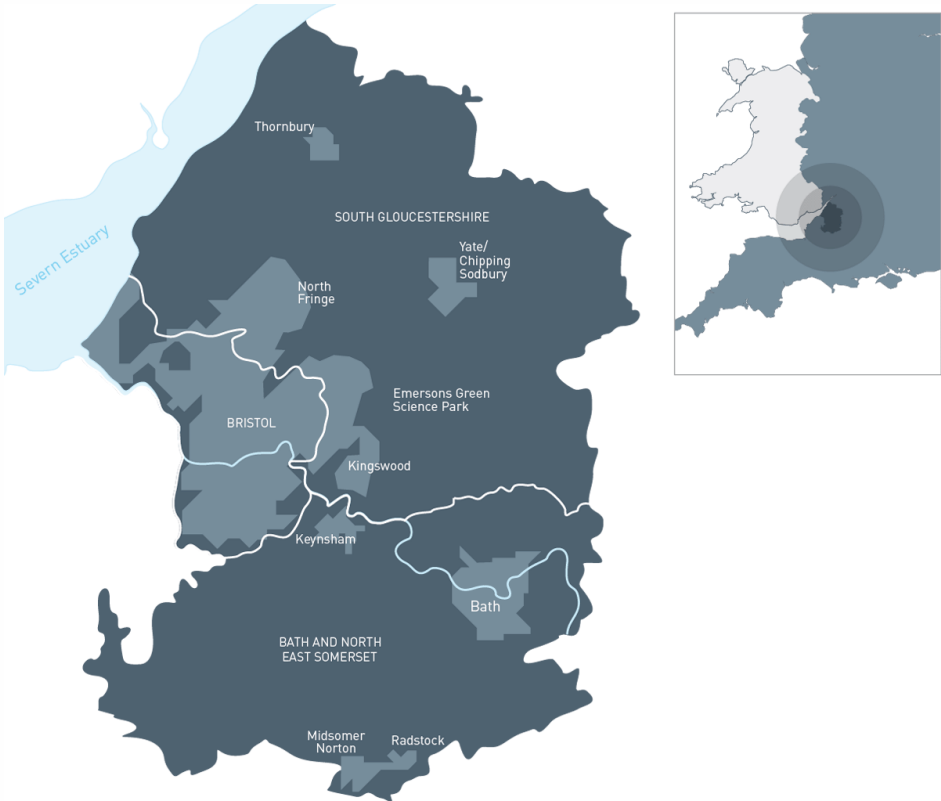 Thornbury
SOUTH GLOUCESTERSHIRE
Yate/
Chipping
Sodbury
Severn Estuary
North
Fringe
Emersons Green
Science Park
BRISTOL
Kingswood
Keynsham
Bath
BATH AND NORTH
EAST SOMERSET
Midsomer
Norton
Radstock